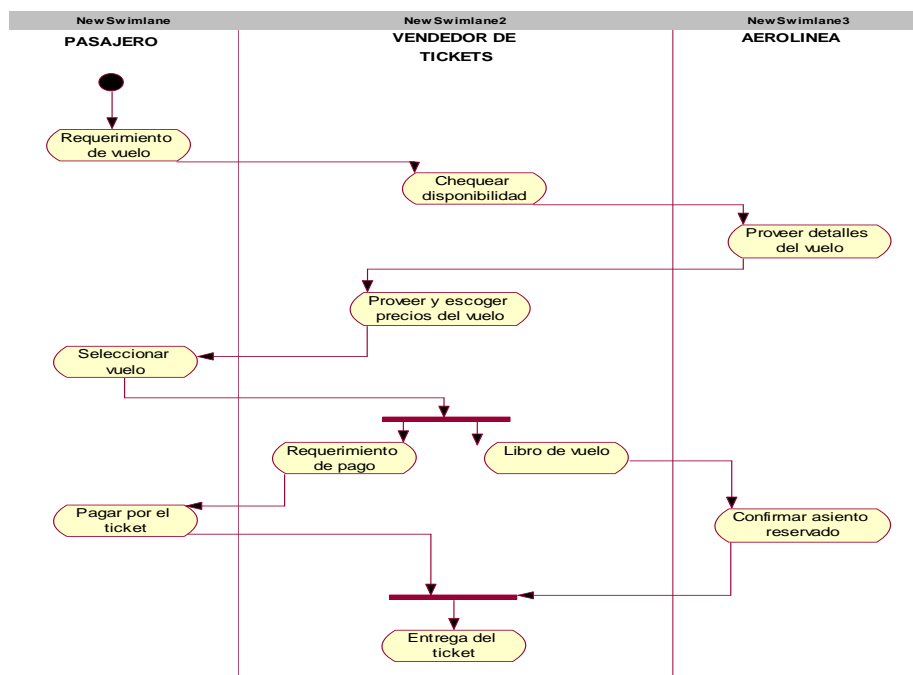 NewSwimlane
NewSwimlane2
NewSwimlane3
PASAJERO
VENDEDOR DE
TICKETS
AEROLINEA
Requerimiento
de vuelo
Chequear
disponibilidad
Proveer detalles
del vuelo
Proveer y escoger
precios del vuelo
Seleccionar
vuelo
Requerimiento
de pago
Libro de vuelo
Pagar por el
ticket
Confirmar asiento
reservado
Entrega del
ticket